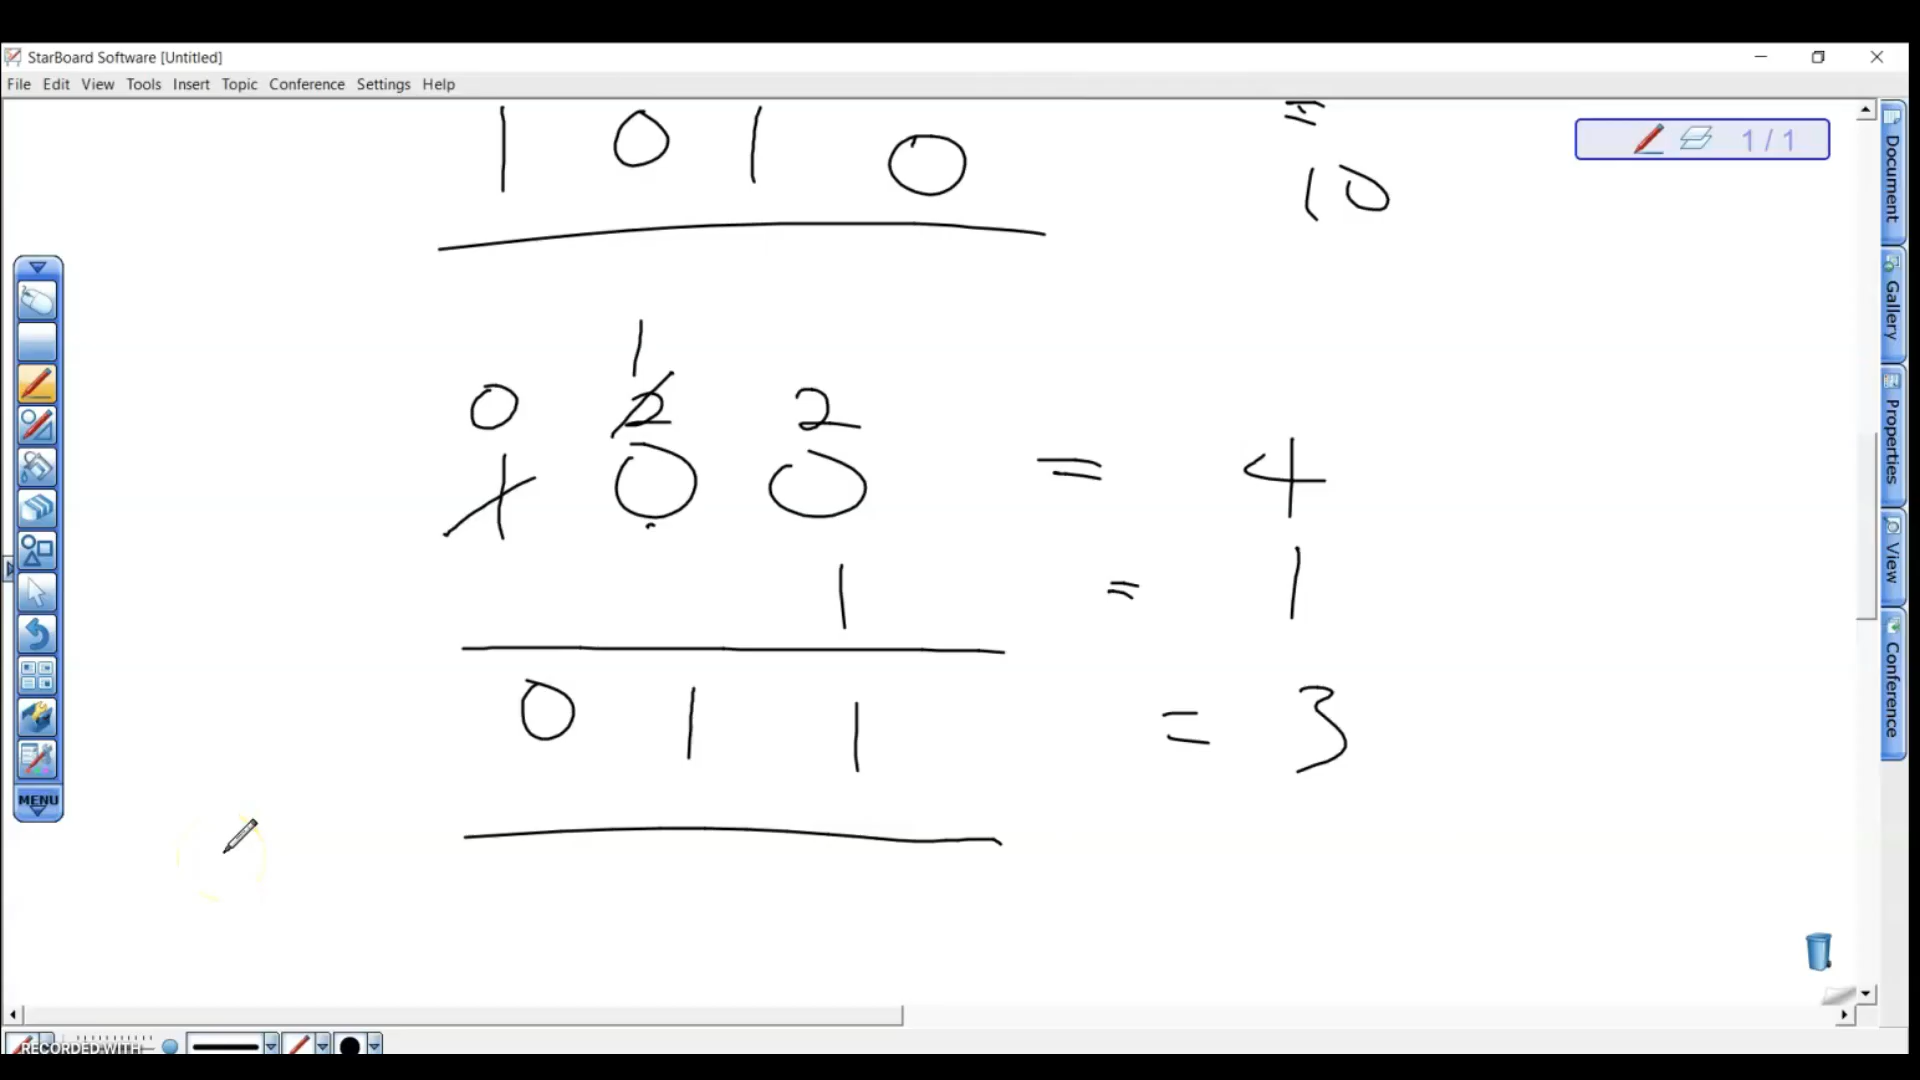 StarBoard Software [Untitled]
File Edit View Tools Insert Topic Conference Settings Help
1 0 1 0 =
10
1 / 1
1
0 2 2
1 0 0 = 4
1 = 1
0 1 1 = 3
MENU
Document
Gallery
Properties
View
Conference
RECORDED WITH